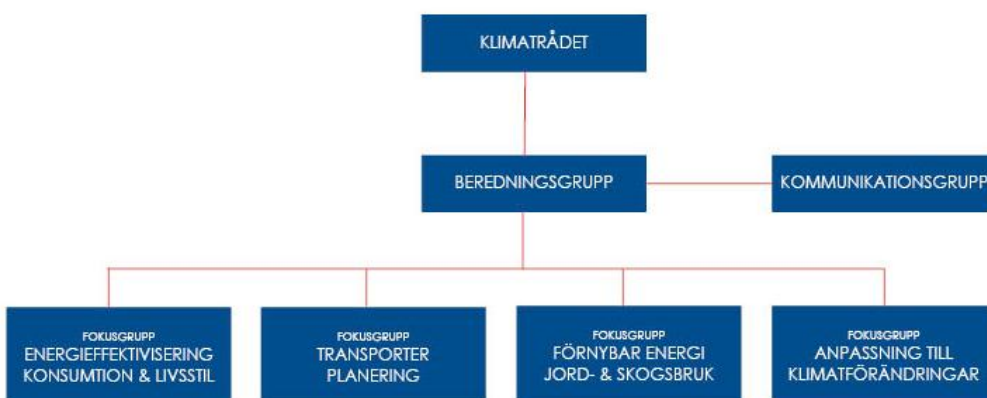 KLIMATRÅDET
BEREDNINGSGRUPP
KOMMUNIKATIONSGRUPP
FOKUSGRUPP
ENERGIEFFEKTIVISERING
KONSUMTION & LIVSSTIL
FOKUSGRUPP
TRANSPORTER
PLANERING
FOKUSGRUPP
FÖRNYBAR ENERGI
JORD- & SKOGSBRUK
FOKUSGRUPP
ANPASSNING TILL
KLIMATFÖRÄNDRINGAR